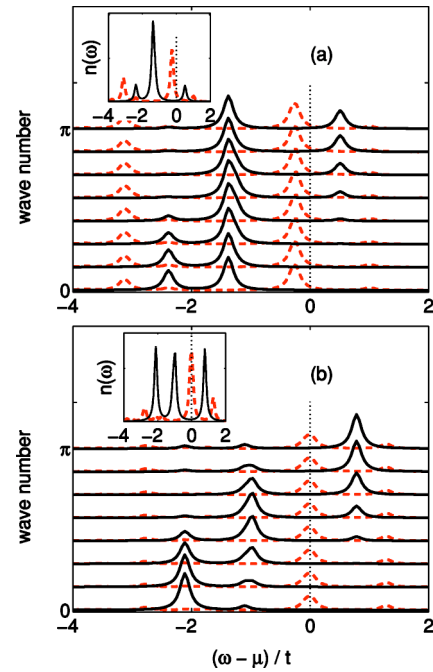 n(ω)
−4 −2 0 2
(a)
π
wave number
0
−4 −2 0 2
n(ω)
−4 −2 0 2
(b)
π
wave number
0
−4 −2 0 2
(ω − μ) / t